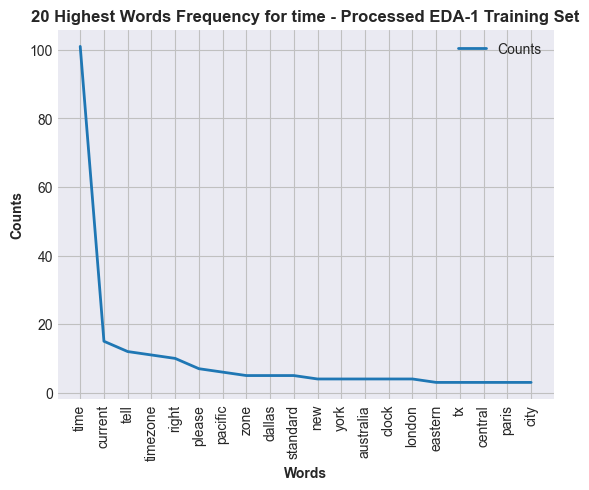 20 Highest Words Frequency for time - Processed EDA-1 Training Set
Counts
100
80
60
40
20
0
Counts
time
current
tell
timezone
right
please
pacific
zone
dallas
standard
new
york
australia
clock
london
eastern
tx
central
paris
city
Words